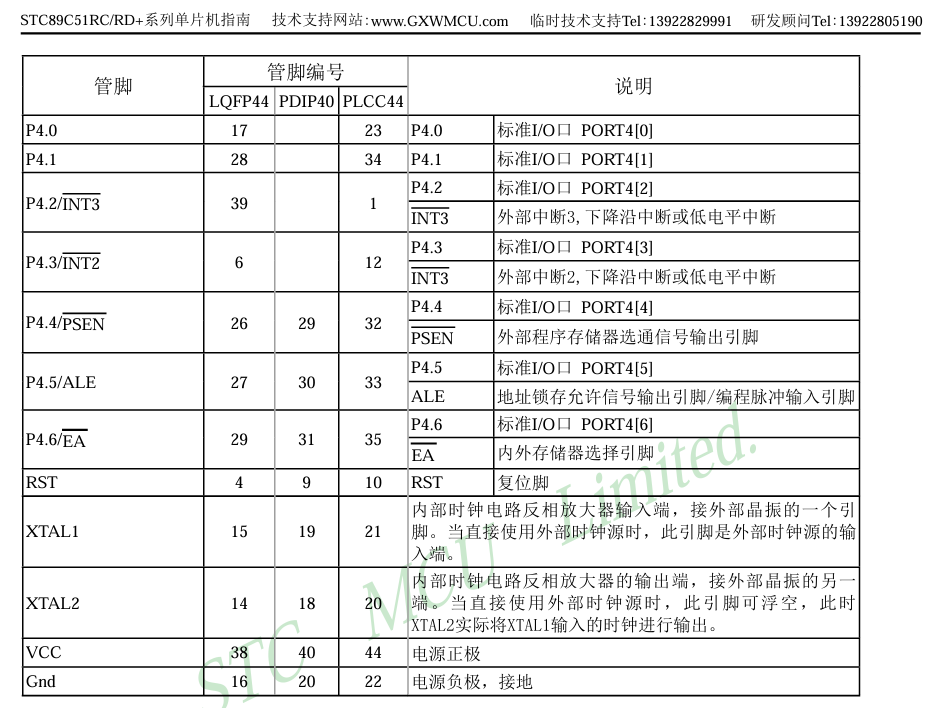 STC89C51RC/RD+系列单片机指南 技术支持网站:www.GXWMCU.com 临时技术支持Tel:13922829991 研发顾问Tel:13922805190
管脚 管脚编号 说明
LQFP44 PDIP40 PLCC44
P4.0 17 23 P4.0 标准I/O口 PORT4[0]
P4.1 28 34 P4.1 标准I/O口 PORT4[1]
P4.2/INT3 39 1 P4.2 标准I/O口 PORT4[2]
INT3 外部中断3,下降沿中断或低电平中断
P4.3/INT2 6 12 P4.3 标准I/O口 PORT4[3]
INT3 外部中断2,下降沿中断或低电平中断
P4.4/PSEN 26 29 32 P4.4 标准I/O口 PORT4[4]
PSEN 外部程序存储器选通信号输出引脚
P4.5/ALE 27 30 33 P4.5 标准I/O口 PORT4[5]
ALE 地址锁存允许信号输出引脚/编程脉冲输入引脚
P4.6/EA 29 31 35 P4.6 标准I/O口 PORT4[6]
EA 内外存储器选择引脚
RST 4 9 10 RST 复位脚
XTAL1 15 19 21 内部时钟电路反相放大器输入端，接外部晶振的一个引
脚。当直接使用外部时钟源时，此引脚是外部时钟源的输
入端。
XTAL2 14 18 20 内部时钟电路反相放大器的输出端，接外部晶振的另一
端。当直接使用外部时钟源时，此引脚可浮空，此时
XTAL2实际将XTAL1输入的时钟进行输出。
VCC 38 40 44 电源正极
Gnd 16 20 22 电源负极，接地
STC MCU Limited.